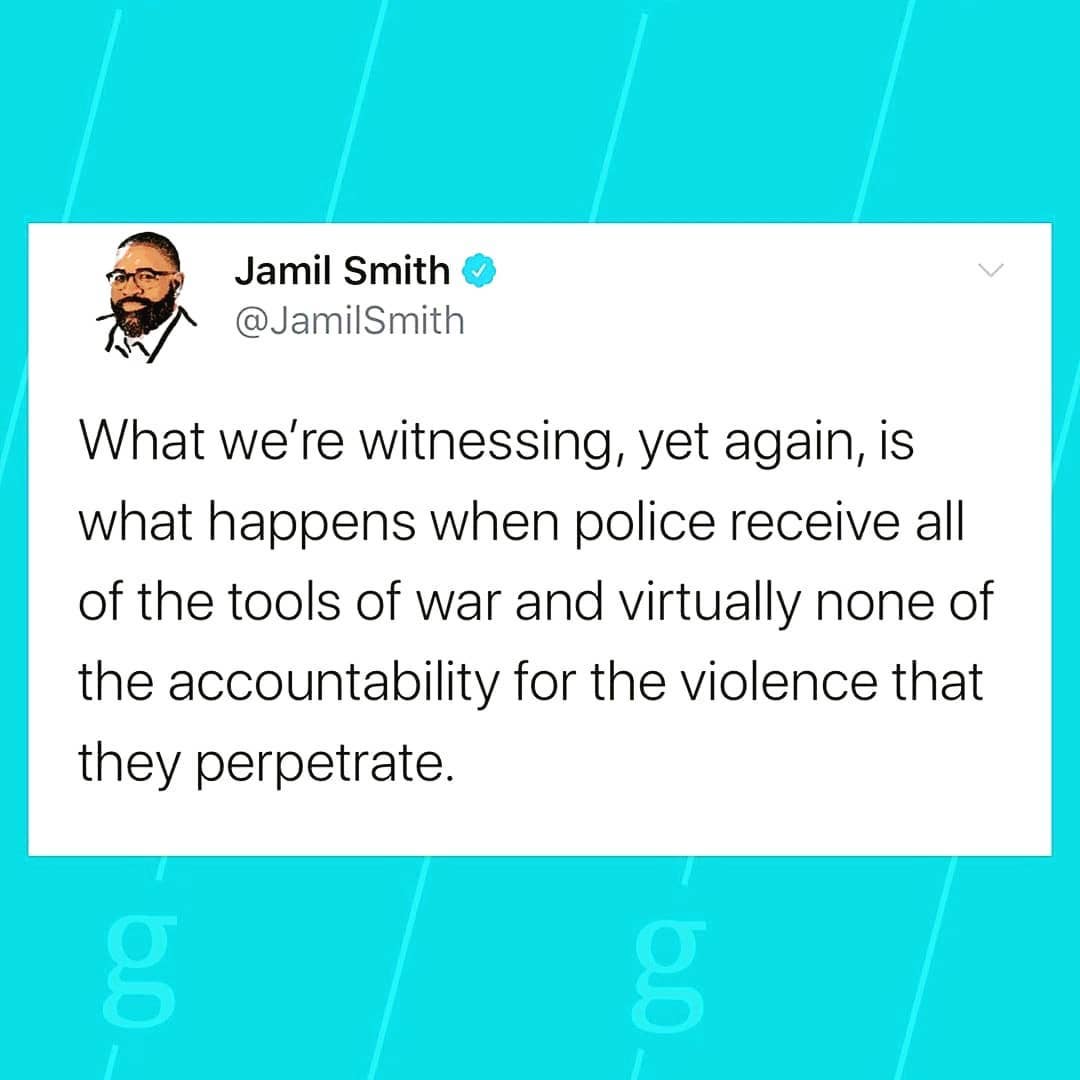 Jamil Smith
@JamilSmith
What we’re witnessing, yet again, is
what happens when police receive all
of the tools of war and virtually none of
the accountability for the violence that
they perpetrate.
g g